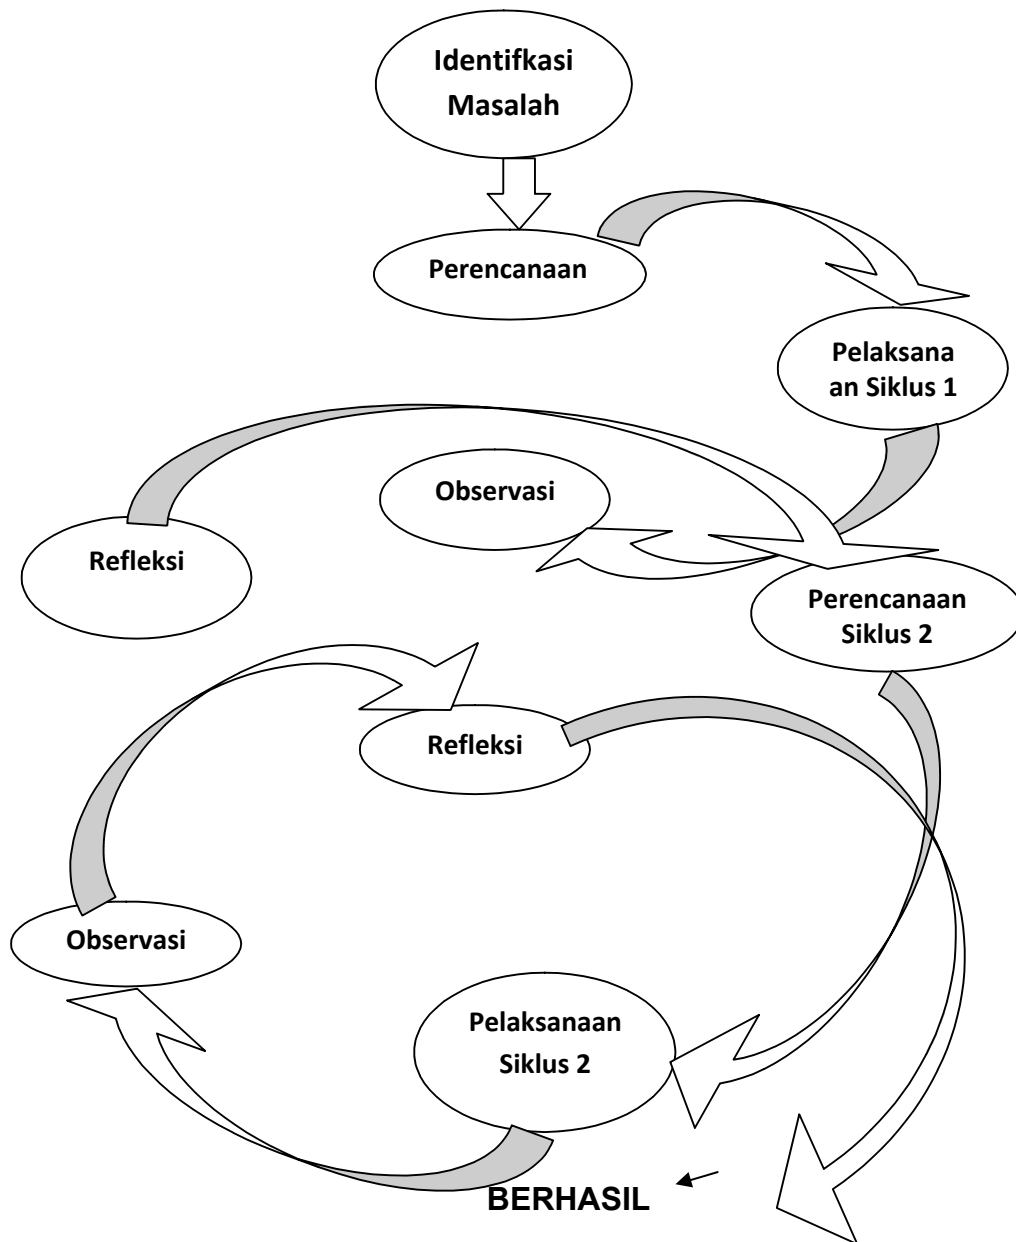 Identifkasi
Masalah
Perencanaan
Pelaksana
an Siklus 1
Observasi
Refleksi
Perencanaan
Siklus 2
Refleksi
Observasi
Pelaksanaan
Siklus 2
BERHASIL